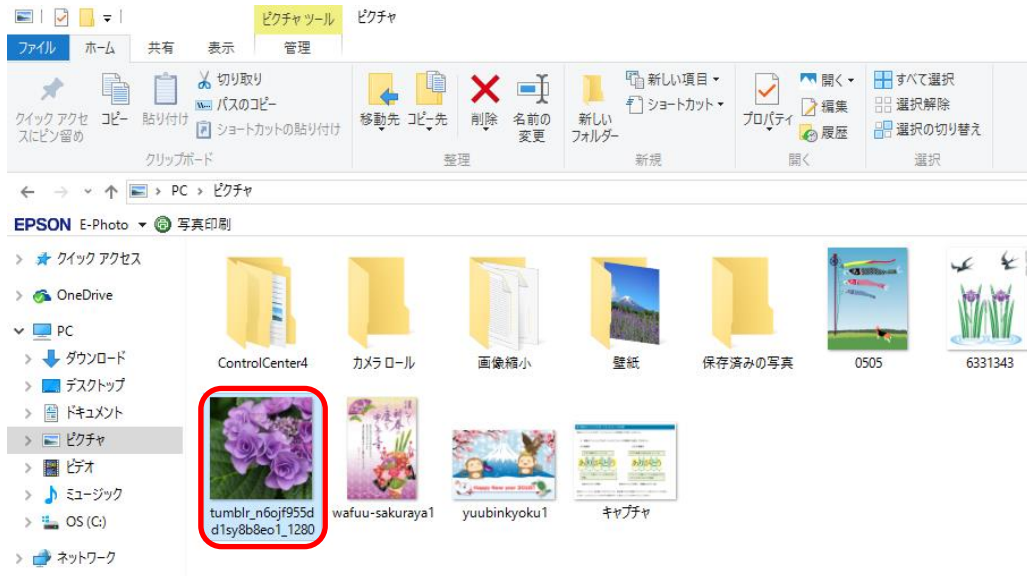 ピクチャ ツール ピクチャ
ファイル ホーム 共有 表示 管理
クイック アクセスにピン留め
コピー
貼り付け
切り取り
パスのコピー
ショートカットの貼り付け
クリップボード
移動先
コピー先
削除
名前の変更
整理
新しいフォルダー
新しい項目
ショートカット
新規
プロパティ
開く
編集
履歴
開く
すべて選択
選択解除
選択の切り替え
選択
PC › ピクチャ
EPSON E-Photo 写真印刷
クイック アクセス
OneDrive
PC
ダウンロード
デスクトップ
ドキュメント
ピクチャ
ビデオ
ミュージック
OS (C:)
ネットワーク
ControlCenter4
カメラロール
画像縮小
壁紙
保存済みの写真
0505
6331343
tumblr_n6ojf955d
d1sy8b8eo1_1280
wafuu-sakuraya1
yuubinkyoku1
Happy New year 2016
キャプチャ